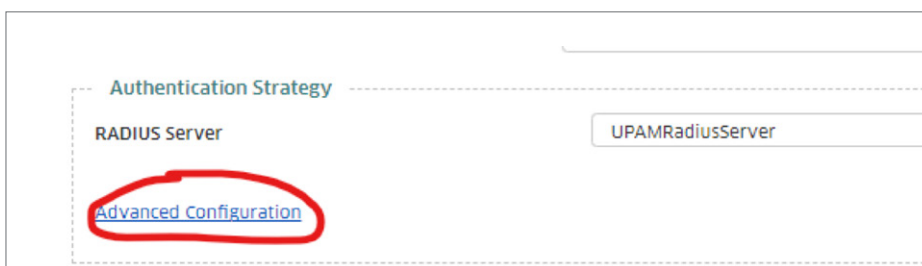 Authentication Strategy
RADIUS Server UPAMRadiusServer
Advanced Configuration